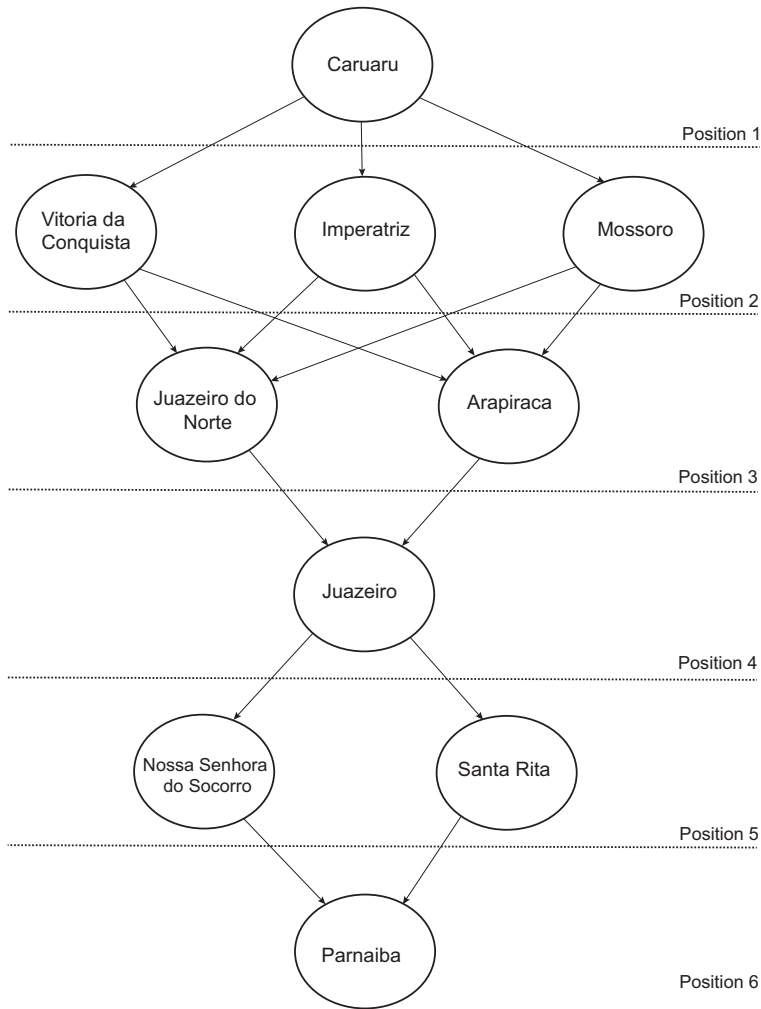 Caruaru
Position 1
Vitoria da
Conquista
Imperatriz
Mossoro
Position 2
Juazeiro do
Norte
Arapiraca
Position 3
Juazeiro
Position 4
Nossa Senhora
do Socorro
Santa Rita
Position 5
Parnaiba
Position 6